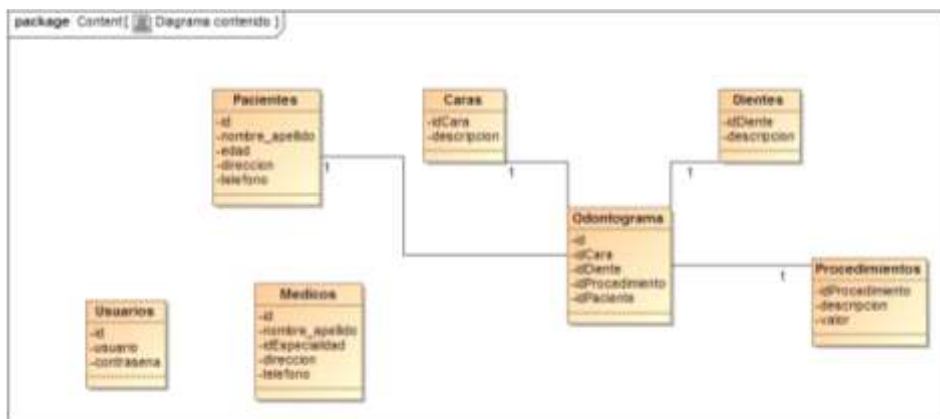 package Content[ Diagrama contenido ]
Pacientes
-id
-nombre_apellido
-edad
-direccion
-telefono
1
Caras
-idCara
-descripcion
1
Dientes
-idDiente
-descripcion
1
Odontograma
-id
-idCara
-idDiente
-idProcedimiento
-idPaciente
1
Procedimientos
-idProcedimiento
-descripcion
-valor
Usuarios
-id
-usuario
-contrasena
Medicos
-id
-nombre_apellido
-idExpecialidad
-direccion
-telefono